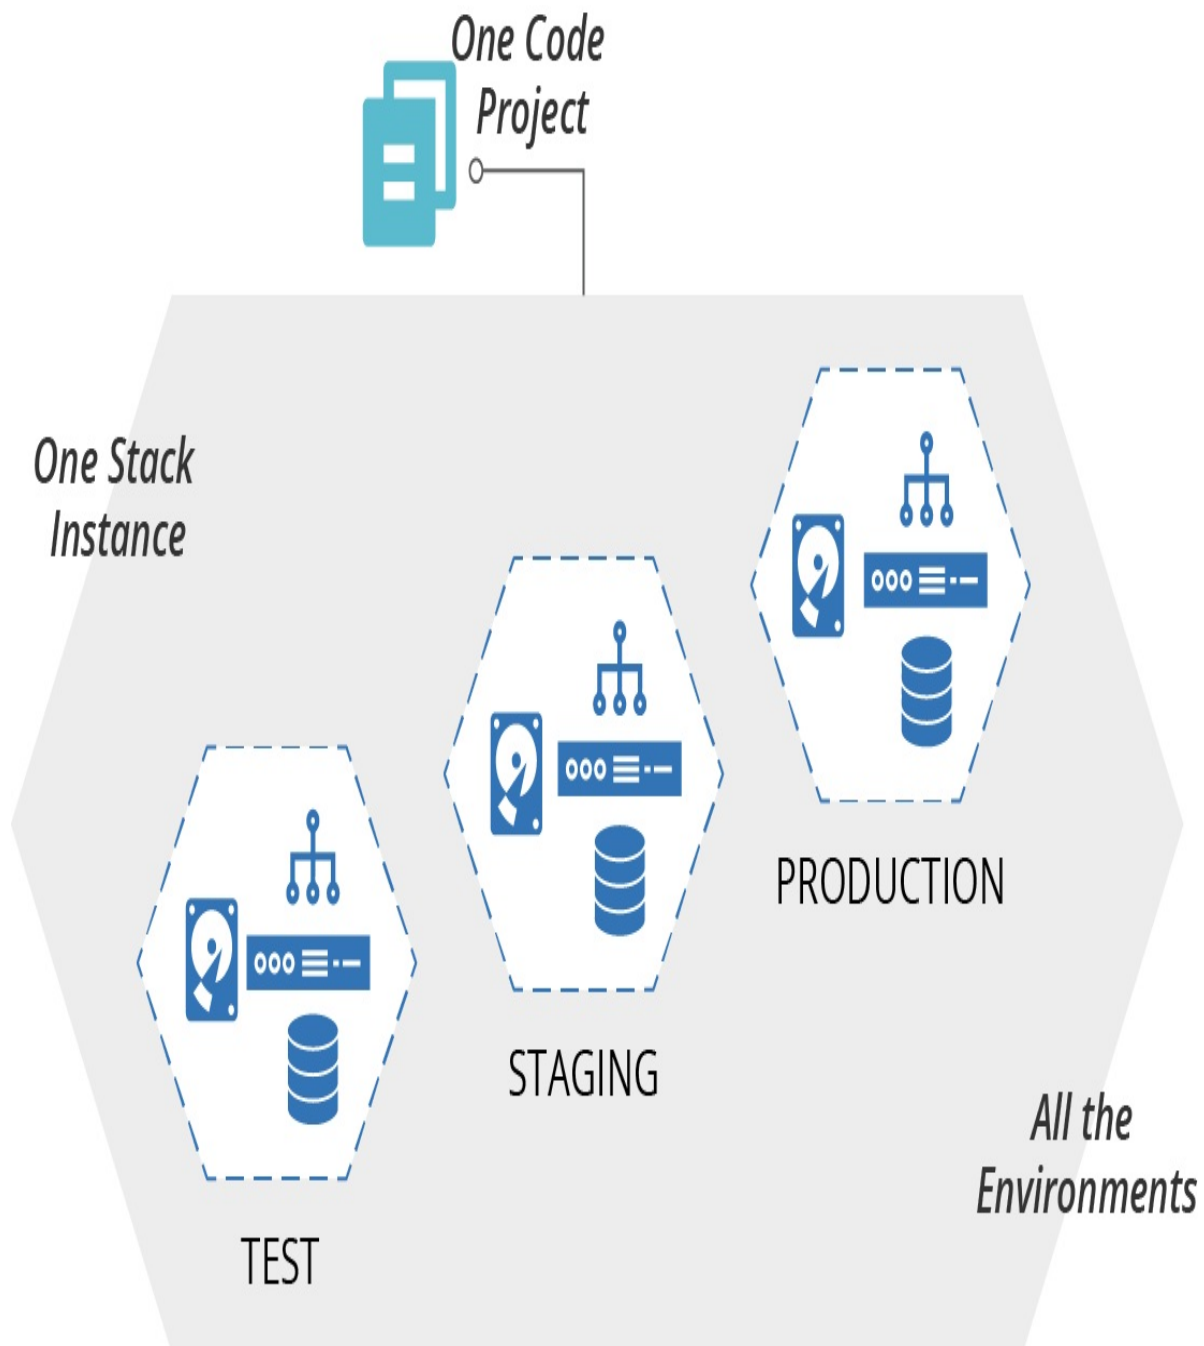 One Code
Project
One Stack
Instance
PRODUCTION
STAGING
All the
Environments
TEST